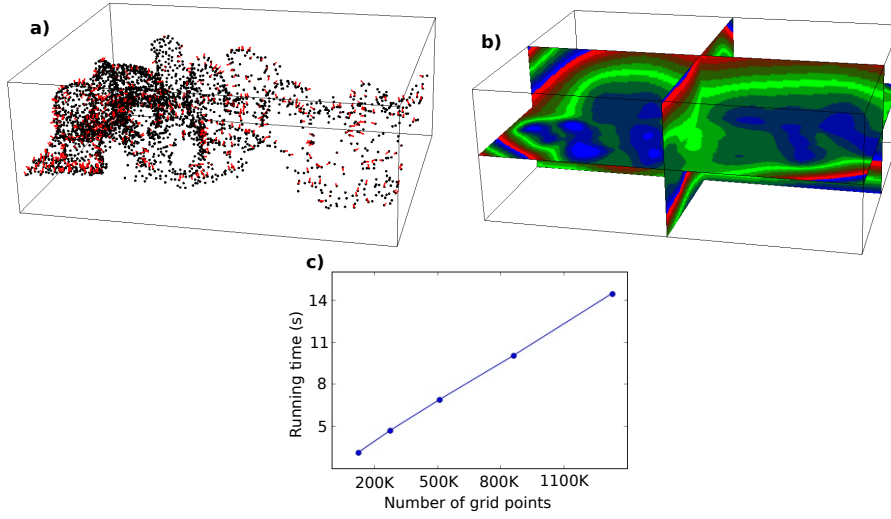 a)
b)
c)
14
11
8
5
Running time (s)
200K 500K 800K 1100K
Number of grid points